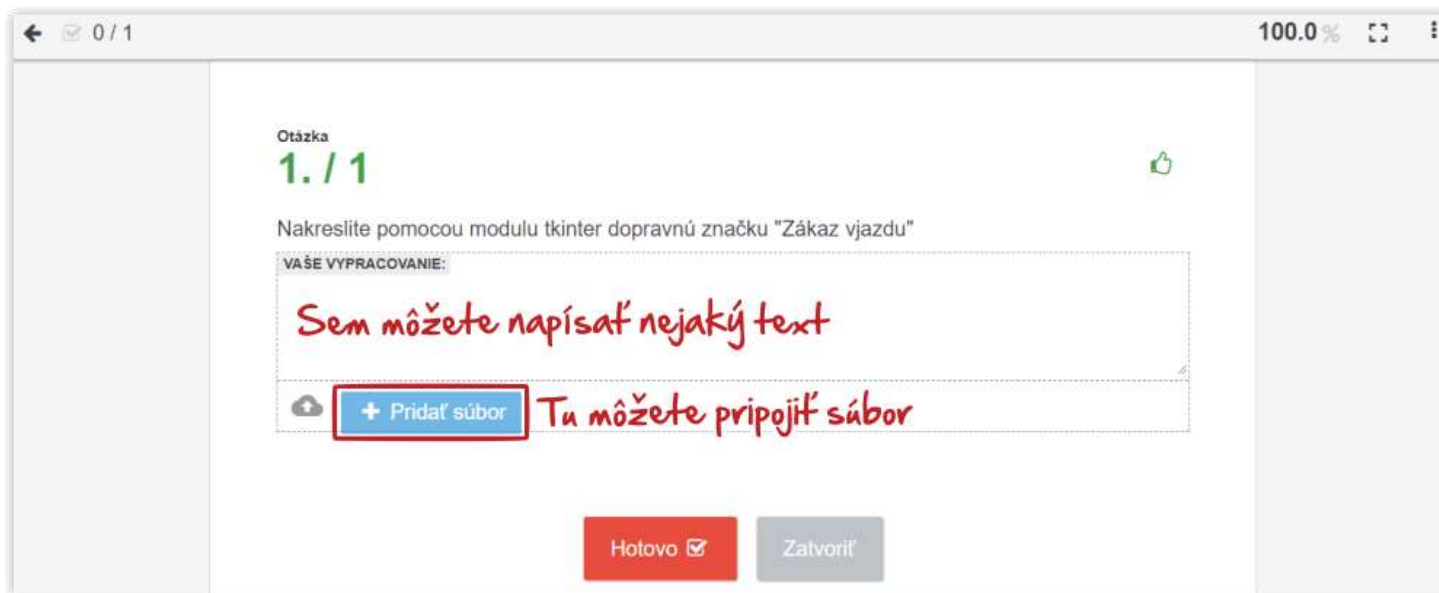 0 / 1
100.0 %
Otázka
1. / 1
Nakreslite pomocou modulu tkinter dopravnú značku "Zákaz vjazdu"
VAŠE VYPRACOVANIE:
Sem môžete napísať nejaký text
+ Pridať súbor Tu môžete pripojiť súbor
Hotovo Zatvoriť